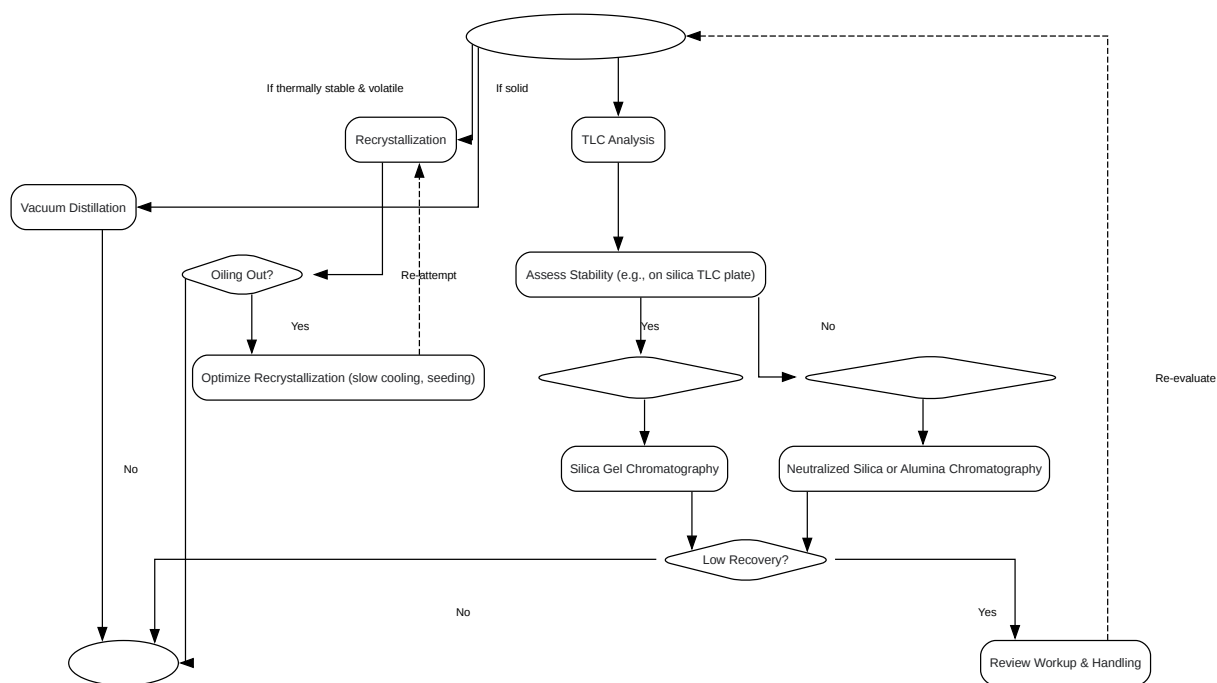 If thermally stable & volatile
If solid
Recrystallization
TLC Analysis
Vacuum Distillation
Oiling Out?
Re-attempt
Assess Stability (e.g., on silica TLC plate)
Yes
Yes
No
Optimize Recrystallization (slow cooling, seeding)
Re-evaluate
No
Silica Gel Chromatography
Neutralized Silica or Alumina Chromatography
Low Recovery?
No
Yes
Review Workup & Handling